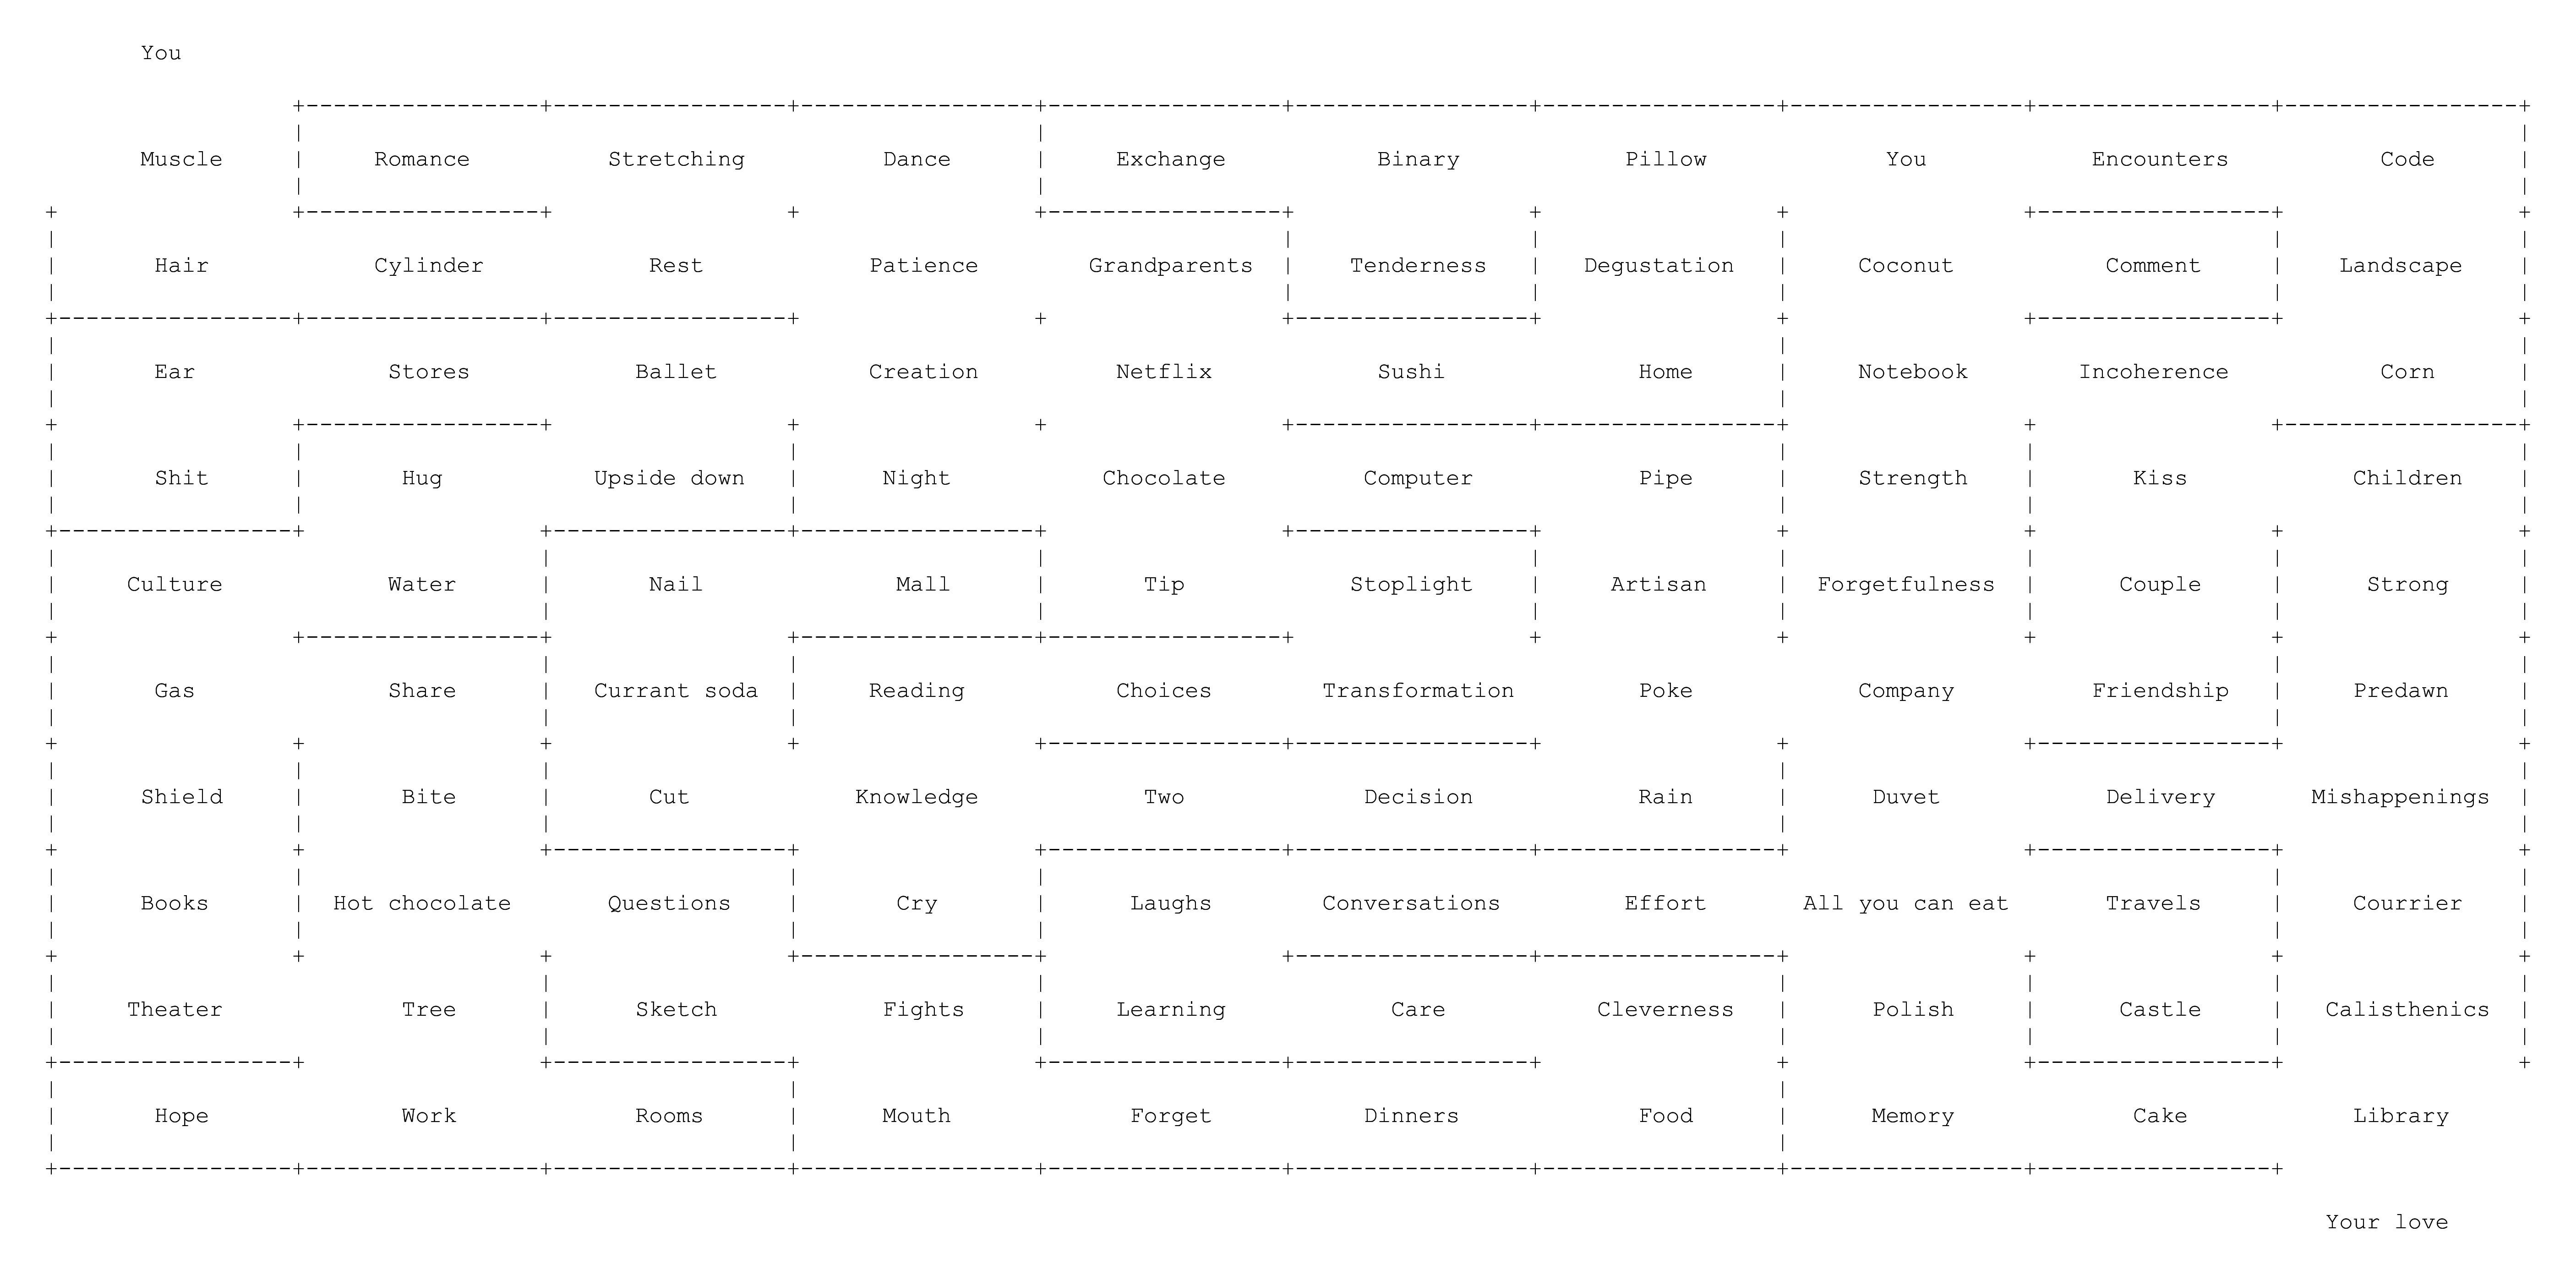 You
Muscle Romance Stretching Dance Exchange Binary Pillow You Encounters Code
Hair Cylinder Rest Patience Grandparents Tenderness Degustation Coconut Comment Landscape
Ear Stores Ballet Creation Netflix Sushi Home Notebook Incoherence Corn
Shit Hug Upside down Night Chocolate Computer Pipe Strength Kiss Children
Culture Water Nail Mall Tip Stoplight Artisan Forgetfulness Couple Strong
Gas Share Currant soda Reading Choices Transformation Poke Company Friendship Predawn
Shield Bite Cut Knowledge Two Decision Rain Duvet Delivery Mishappenings
Books Hot chocolate Questions Cry Laughs Conversations Effort All you can eat Travels Courrier
Theater Tree Sketch Fights Learning Care Cleverness Polish Castle Calisthenics
Hope Work Rooms Mouth Forget Dinners Food Memory Cake Library
Your love